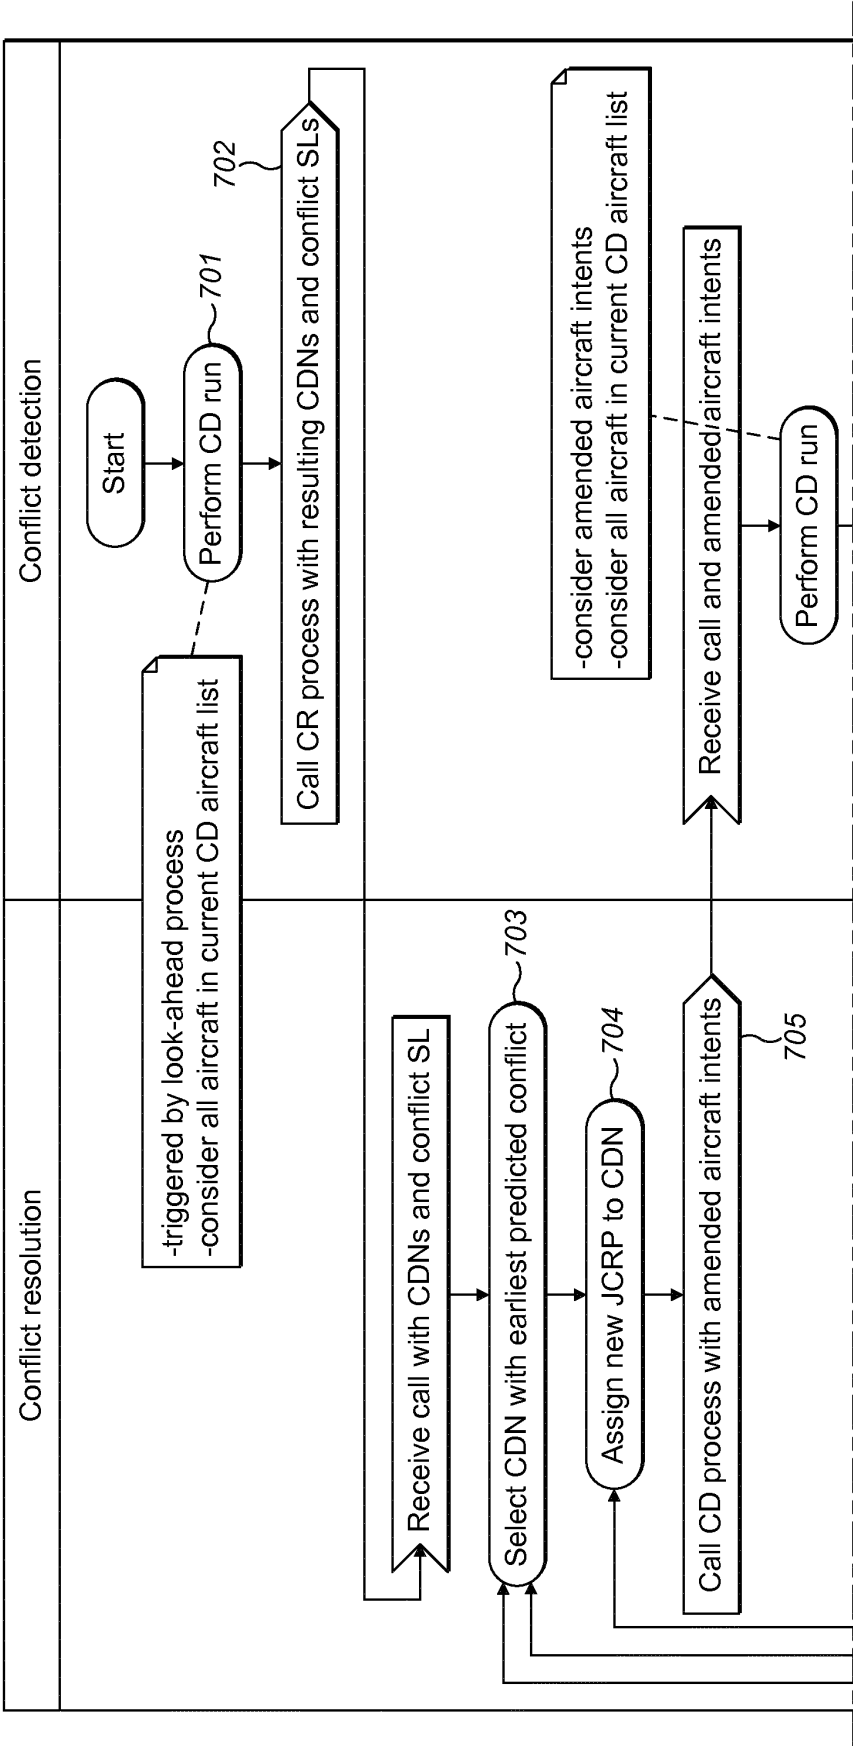 Conflict resolution
Conflict detection
Start
-triggered by look-ahead process
-consider all aircraft in current CD aircraft list
Perform CD run
701
Call CR process with resulting CDNs and conflict SLs
702
Receive call with CDNs and conflict SL
Select CDN with earliest predicted conflict
703
Assign new JCRP to CDN
704
Call CD process with amended aircraft intents
705
-consider amended aircraft intents
-consider all aircraft in current CD aircraft list
Receive call and amended aircraft intents
Perform CD run